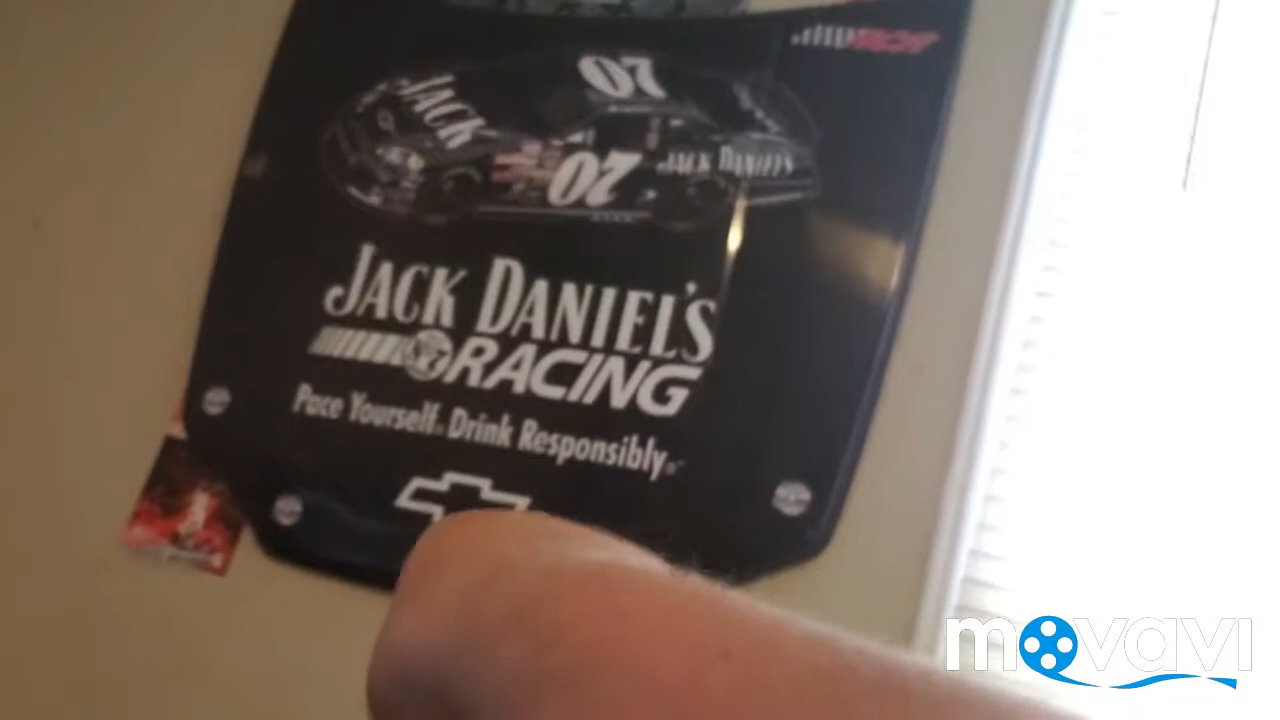 07
JACK
07
JACK DANIEL'S
JACK DANIEL'S
RACING
Pace Yourself. Drink Responsibly.
movavi